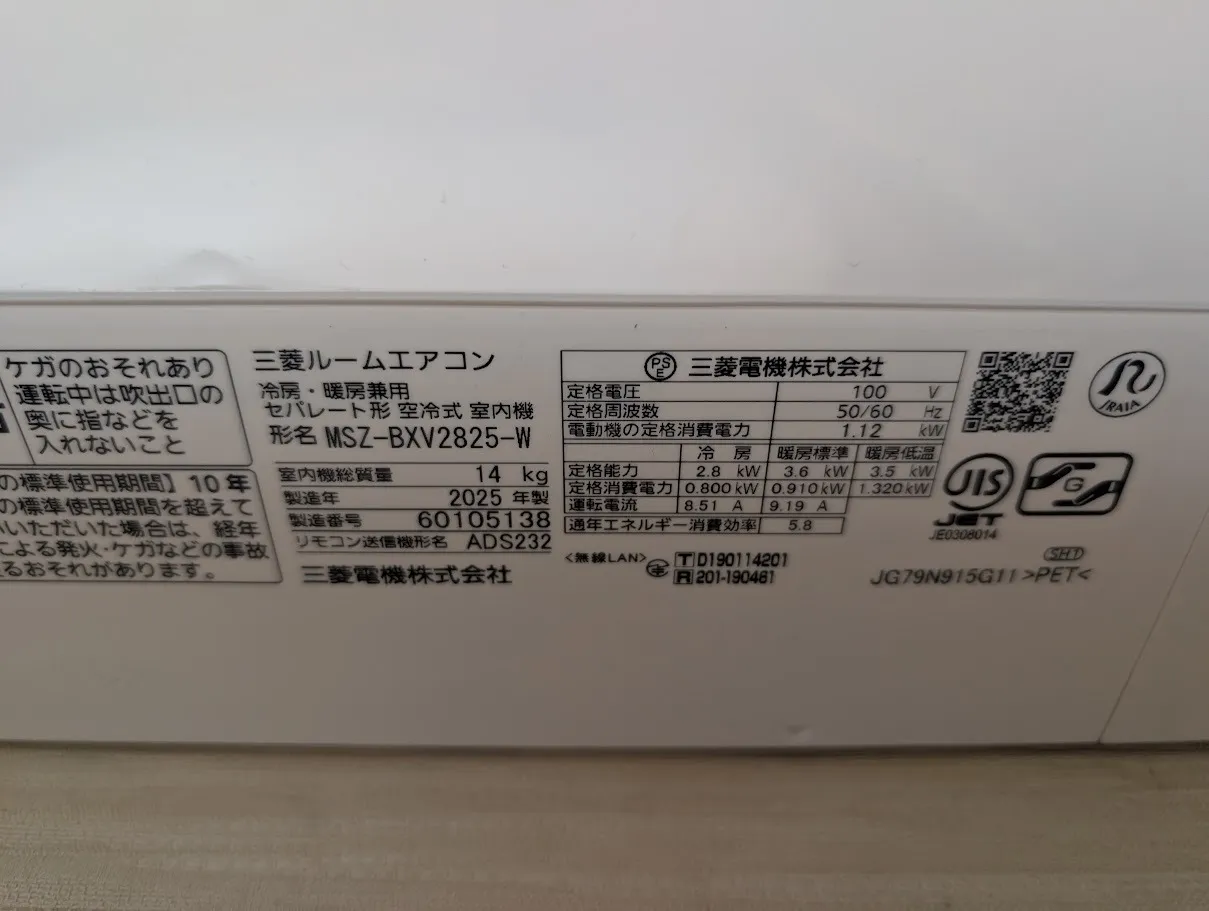 ケガのおそれあり
運転中は吹出口の
奥に指などを
入れないこと
の標準使用期間】10年
の標準使用期間を超えて
いただいた場合は、経年
による発火・ケガなどの事故
るおそれがあります。
三菱ルームエアコン
冷房・暖房兼用
セパレート形 空冷式 室内機
形名 MSZ-BXV2825-W
室内機総質量 14 kg
製造年 2025 年製
製造番号 60105138
リモコン送信機形名 ADS232
三菱電機株式会社
PS E 三菱電機株式会社
定格電圧 100 V
定格周波数 50/60 Hz
電動機の定格消費電力 1.12 kW
冷房 暖房標準 暖房低温
定格能力 2.8 kW 3.6 kW 3.5 kW
定格消費電力 0.800kW 0.910kW 1.320kW
運転電流 8.51 A 9.19 A
通年エネルギー消費効率 5.8
<無線LAN> T D190114201
R 201-190461
JRAIA
JIS
JET
JE0308014
G
SH1
JG79N915G11 >PET<